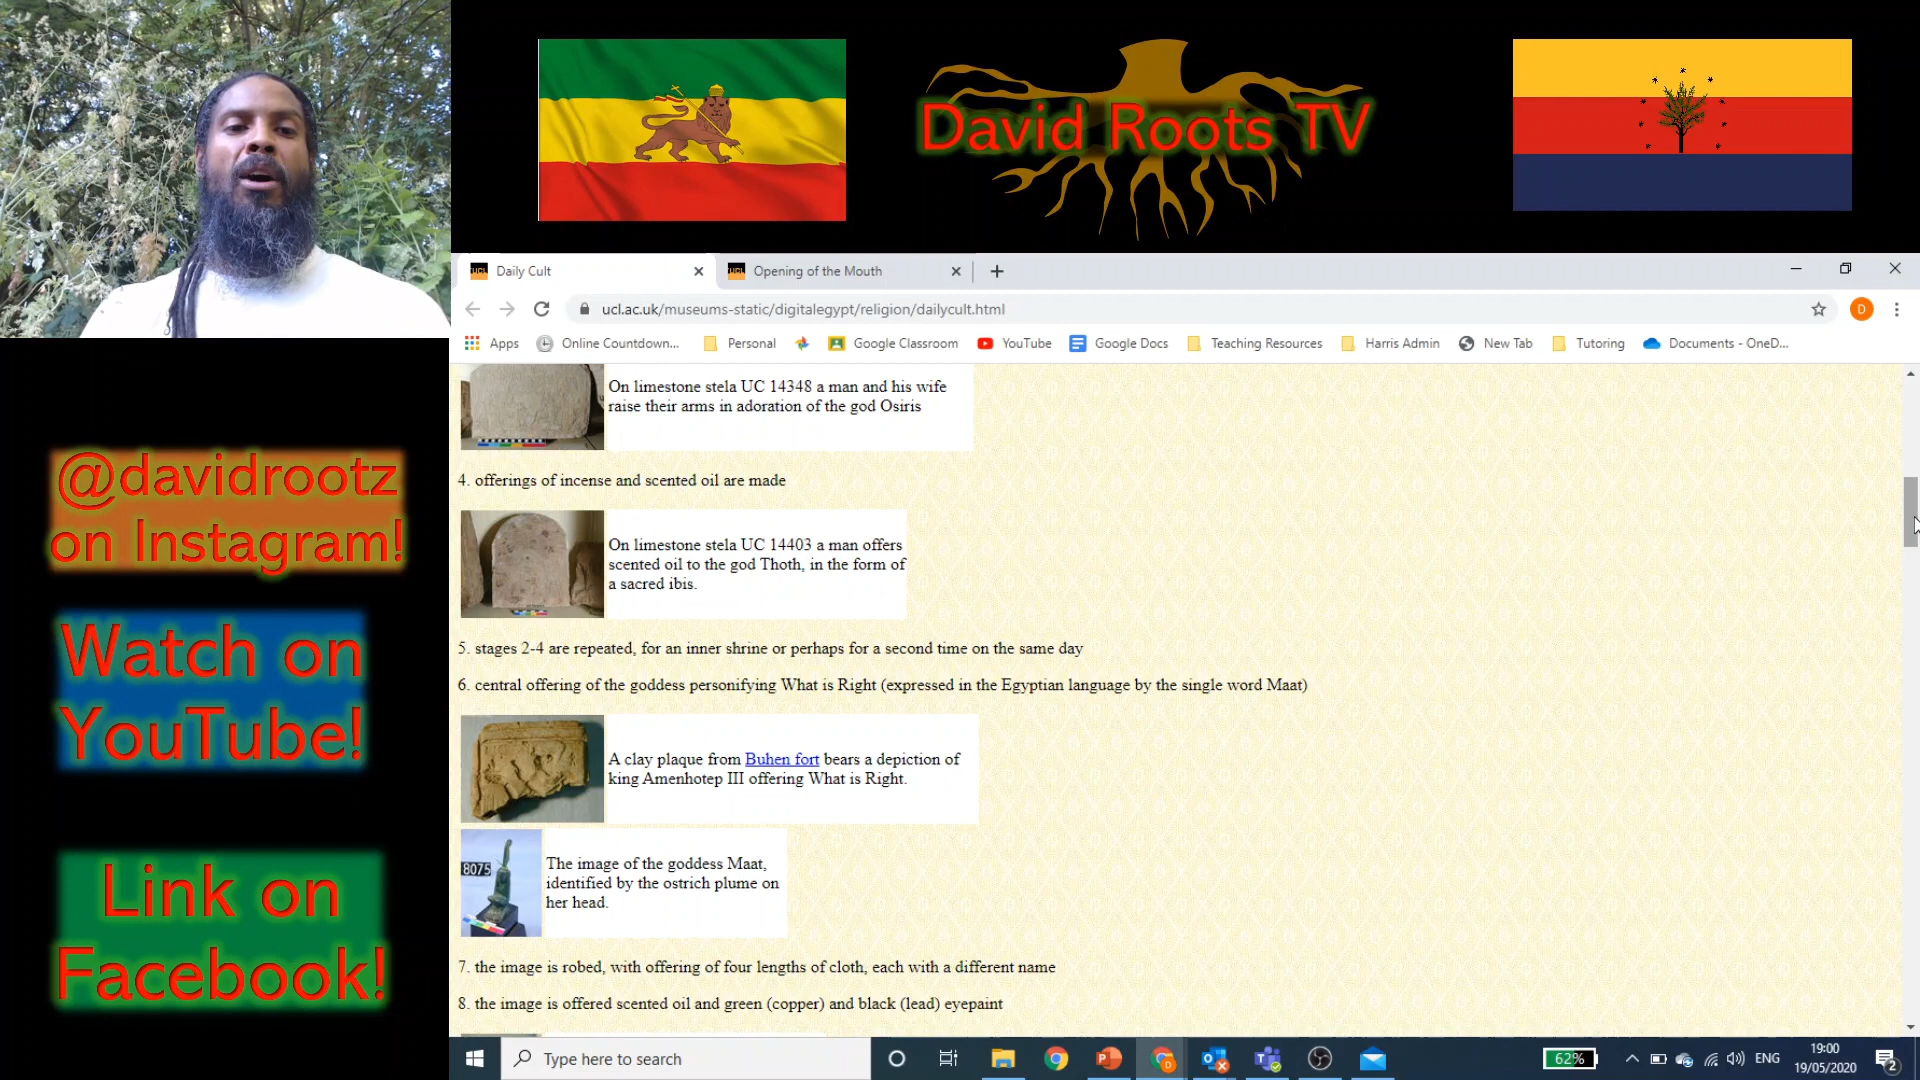 David Roots TV
@davidrootz
on Instagram!
Watch on
YouTube!
Link on
Facebook!
UCL Daily Cult
UCL Opening of the Mouth
ucl.ac.uk/museums-static/digitalegypt/religion/dailycult.html
D
Apps
Online Countdown...
Personal
Google Classroom
YouTube
Google Docs
Teaching Resources
Harris Admin
New Tab
Tutoring
Documents - OneD...
On limestone stela UC 14348 a man and his wife
raise their arms in adoration of the god Osiris
4. offerings of incense and scented oil are made
On limestone stela UC 14403 a man offers
scented oil to the god Thoth, in the form of
a sacred ibis.
5. stages 2-4 are repeated, for an inner shrine or perhaps for a second time on the same day
6. central offering of the goddess personifying What is Right (expressed in the Egyptian language by the single word Maat)
A clay plaque from Buhen fort bears a depiction of
king Amenhotep III offering What is Right.
8075
The image of the goddess Maat,
identified by the ostrich plume on
her head.
7. the image is robed, with offering of four lengths of cloth, each with a different name
8. the image is offered scented oil and green (copper) and black (lead) eyepaint
Type here to search
62%
ENG
19:00
19/05/2020
2